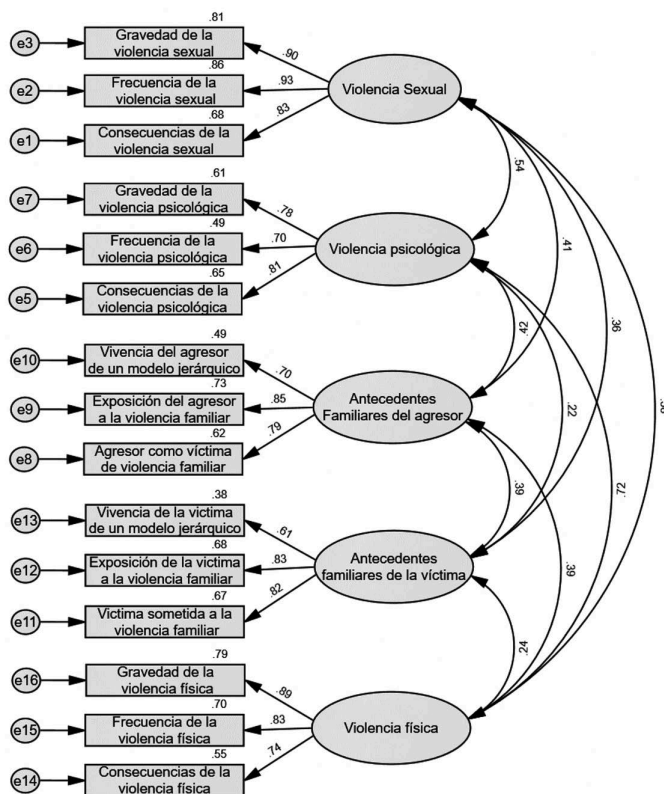 .81
e3
Gravedad de la
violencia sexual
.90
.86
e2
Frecuencia de la
violencia sexual
.93
Violencia Sexual
.68
.83
e1
Consecuencias de la
violencia sexual
.54
.61
e7
Gravedad de la
violencia psicológica
.78
.49
e6
Frecuencia de la
violencia psicológica
.70
Violencia psicológica
.41
.65
.81
e5
Consecuencias de la
violencia psicológica
.42
.36
.49
e10
Vivencia del agresor
de un modelo jerárquico
.70
.73
e9
Exposición del agresor
a la violencia familiar
.85
Antecedentes
Familiares del agresor
.22
.62
.79
e8
Agresor como víctima
de violencia familiar
.72
.38
e13
Vivencia de la victima
de un modelo jerárquico
.61
.68
e12
Exposición de la victima
a la violencia familiar
.83
Antecedentes
familiares de la víctima
.39
.67
.82
e11
Victima sometida a la
violencia familiar
.24
.79
e16
Gravedad de la
violencia física
.89
.70
e15
Frecuencia de la
violencia física
.83
Violencia física
.55
.74
e14
Consecuencias de la
violencia física